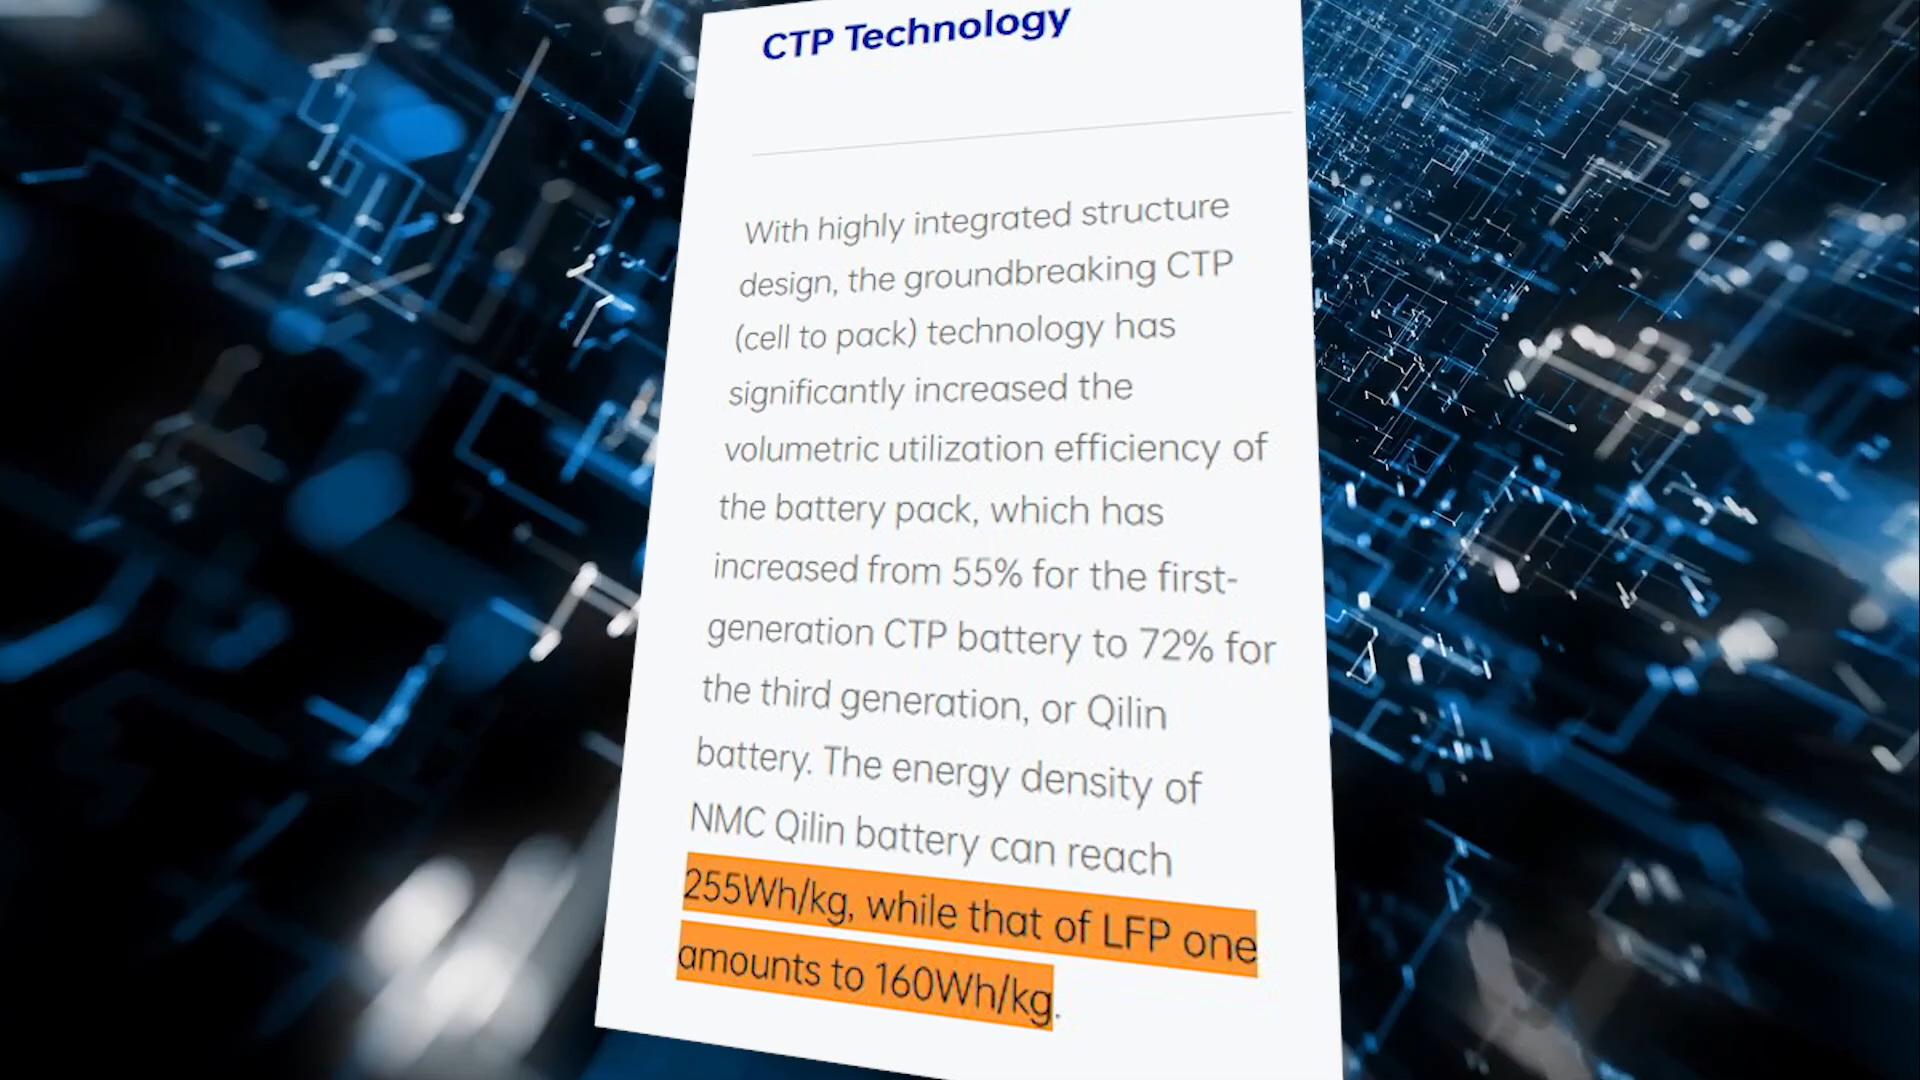 CTP Technology
With highly integrated structure
design, the groundbreaking CTP
(cell to pack) technology has
significantly increased the
volumetric utilization efficiency of
the battery pack, which has
increased from 55% for the first-
generation CTP battery to 72% for
the third generation, or Qilin
battery. The energy density of
NMC Qilin battery can reach
255Wh/kg, while that of LFP one
amounts to 160Wh/kg.